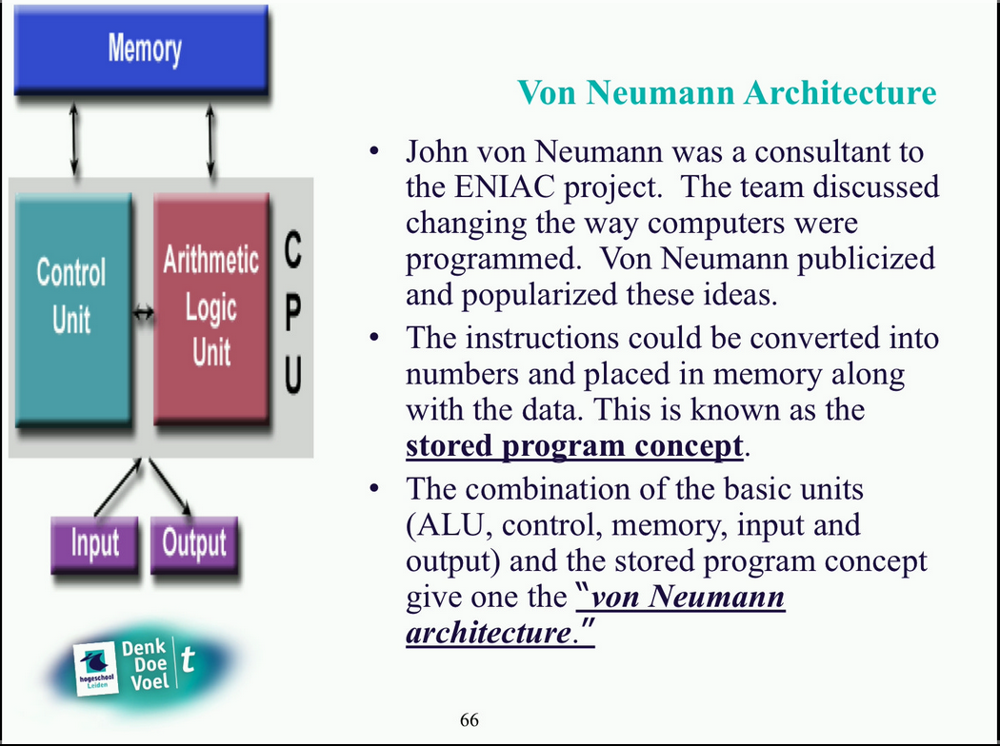 Memory
Control
Unit
Arithmetic
Logic
Unit
C
P
U
Input
Output
Von Neumann Architecture
• John von Neumann was a consultant to
the ENIAC project.  The team discussed
changing the way computers were
programmed.  Von Neumann publicized
and popularized these ideas.
• The instructions could be converted into
numbers and placed in memory along
with the data. This is known as the
stored program concept.
• The combination of the basic units
(ALU, control, memory, input and
output) and the stored program concept
give one the “von Neumann
architecture.”
hogeschool
Leiden
Denk
Doe
Voel
t
66